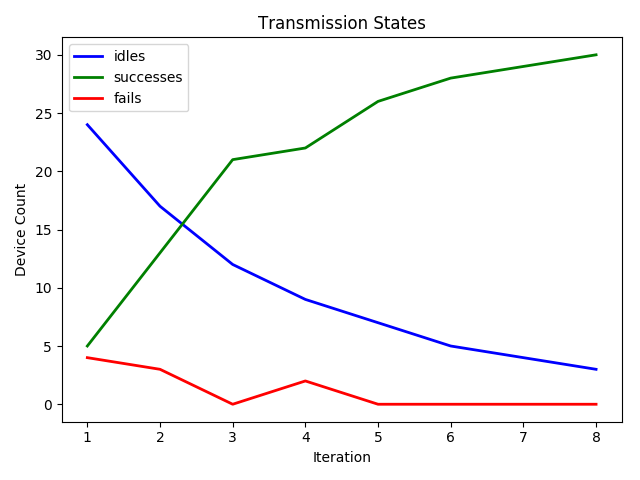 Transmission States
idles
successes
fails
Device Count
30
25
20
15
10
5
0
1 2 3 4 5 6 7 8
Iteration